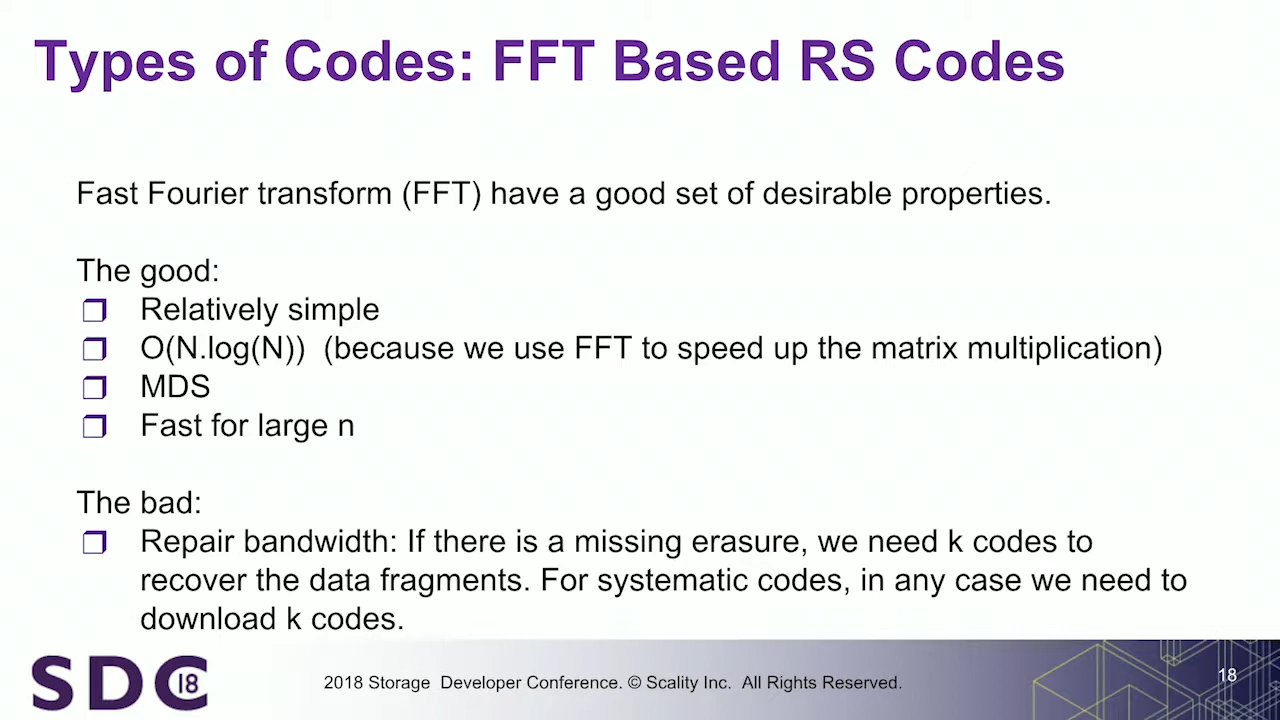 Types of Codes: FFT Based RS Codes
Fast Fourier transform (FFT) have a good set of desirable properties.
The good:
Relatively simple
O(N.log(N))  (because we use FFT to speed up the matrix multiplication)
MDS
Fast for large n
The bad:
Repair bandwidth: If there is a missing erasure, we need k codes to
recover the data fragments. For systematic codes, in any case we need to
download k codes.
SDC 18
2018 Storage  Developer Conference. © Scality Inc.  All Rights Reserved.
18